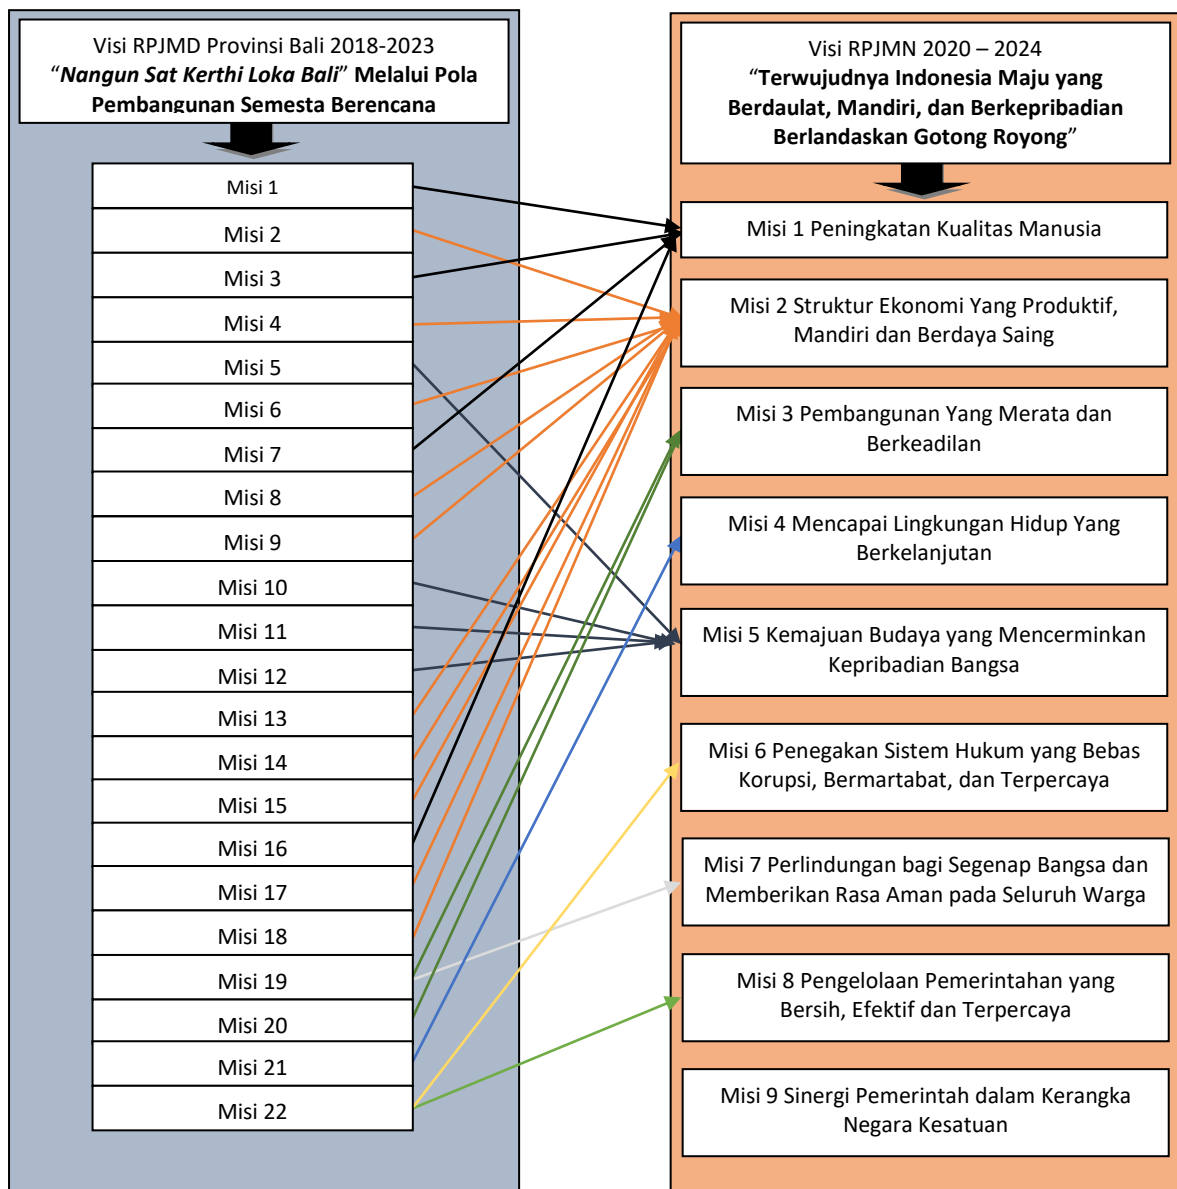 Visi RPJMD Provinsi Bali 2018-2023
“Nangun Sat Kerthi Loka Bali” Melalui Pola
Pembangunan Semesta Berencana
Misi 1
Misi 2
Misi 3
Misi 4
Misi 5
Misi 6
Misi 7
Misi 8
Misi 9
Misi 10
Misi 11
Misi 12
Misi 13
Misi 14
Misi 15
Misi 16
Misi 17
Misi 18
Misi 19
Misi 20
Misi 21
Misi 22
Visi RPJMN 2020 – 2024
“Terwujudnya Indonesia Maju yang
Berdaulat, Mandiri, dan Berkepribadian
Berlandaskan Gotong Royong”
Misi 1 Peningkatan Kualitas Manusia
Misi 2 Struktur Ekonomi Yang Produktif,
Mandiri dan Berdaya Saing
Misi 3 Pembangunan Yang Merata dan
Berkeadilan
Misi 4 Mencapai Lingkungan Hidup Yang
Berkelanjutan
Misi 5 Kemajuan Budaya yang Mencerminkan
Kepribadian Bangsa
Misi 6 Penegakan Sistem Hukum yang Bebas
Korupsi, Bermartabat, dan Terpercaya
Misi 7 Perlindungan bagi Segenap Bangsa dan
Memberikan Rasa Aman pada Seluruh Warga
Misi 8 Pengelolaan Pemerintahan yang
Bersih, Efektif dan Terpercaya
Misi 9 Sinergi Pemerintah dalam Kerangka
Negara Kesatuan